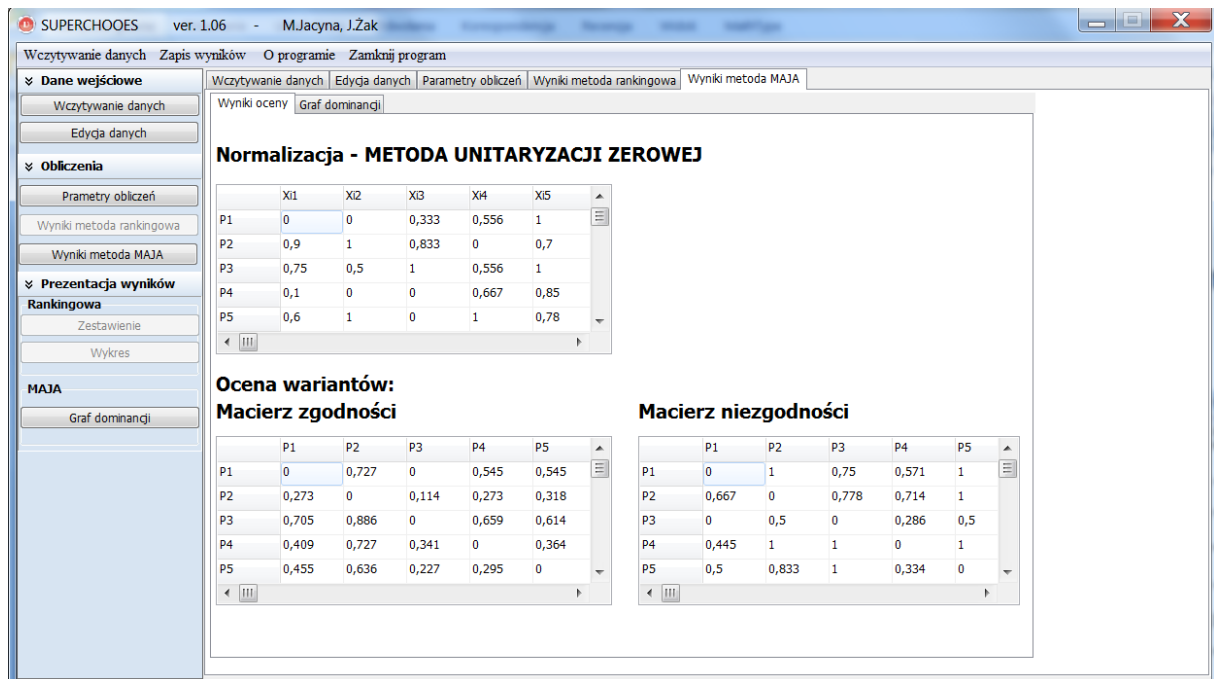 SUPERCHOOES ver. 1.06 - M.Jacyna, J.Żak
Wczytywanie danych Zapis wyników O programie Zamknij program
Dane wejściowe
Wczytywanie danych
Edycja danych
Obliczenia
Prametry obliczeń
Wyniki metoda rankingowa
Wyniki metoda MAJA
Prezentacja wyników
Rankingowa
Zestawienie
Wykres
MAJA
Graf dominancji
Wczytywanie danych Edycja danych Parametry obliczeń Wyniki metoda rankingowa Wyniki metoda MAJA
Wyniki oceny Graf dominancji
Normalizacja - METODA UNITARYZACJI ZEROWEJ
Xi1 Xi2 Xi3 Xi4 Xi5
P1 0 0 0,333 0,556 1
P2 0,9 1 0,833 0 0,7
P3 0,75 0,5 1 0,556 1
P4 0,1 0 0 0,667 0,85
P5 0,6 1 0 1 0,78
Ocena wariantów:
Macierz zgodności
P1 P2 P3 P4 P5
P1 0 0,727 0 0,545 0,545
P2 0,273 0 0,114 0,273 0,318
P3 0,705 0,886 0 0,659 0,614
P4 0,409 0,727 0,341 0 0,364
P5 0,455 0,636 0,227 0,295 0
Macierz niezgodności
P1 P2 P3 P4 P5
P1 0 1 0,75 0,571 1
P2 0,667 0 0,778 0,714 1
P3 0 0,5 0 0,286 0,5
P4 0,445 1 1 0 1
P5 0,5 0,833 1 0,334 0